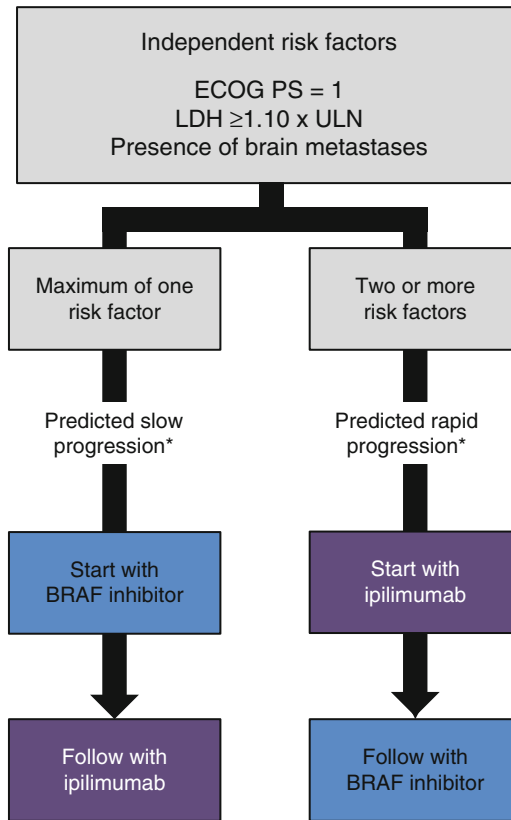 Independent risk factors
ECOG PS = 1
LDH ≥1.10 x ULN
Presence of brain metastases
Maximum of one
risk factor
Two or more
risk factors
Predicted slow
progression*
Predicted rapid
progression*
Start with
BRAF inhibitor
Start with
ipilimumab
Follow with
ipilimumab
Follow with
BRAF inhibitor